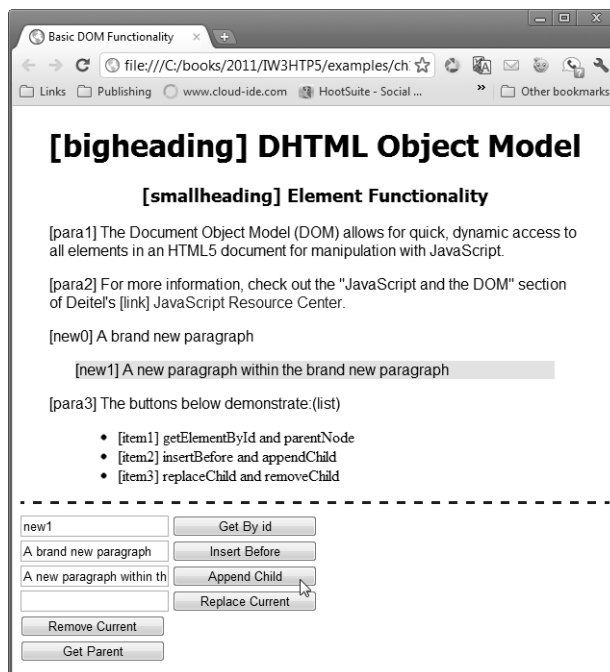 Basic DOM Functionality
file:///C:/books/2011/IW3HTP5/examples/ch
Links Publishing www.cloud-ide.com HootSuite - Social ... » Other bookmarks
[bigheading] DHTML Object Model
[smallheading] Element Functionality
[para1] The Document Object Model (DOM) allows for quick, dynamic access to
all elements in an HTML5 document for manipulation with JavaScript.
[para2] For more information, check out the "JavaScript and the DOM" section
of Deitel's [link] JavaScript Resource Center.
[new0] A brand new paragraph
[new1] A new paragraph within the brand new paragraph
[para3] The buttons below demonstrate:(list)
• [item1] getElementById and parentNode
• [item2] insertBefore and appendChild
• [item3] replaceChild and removeChild
new1 Get By id
A brand new paragraph Insert Before
A new paragraph within th Append Child
Replace Current
Remove Current
Get Parent